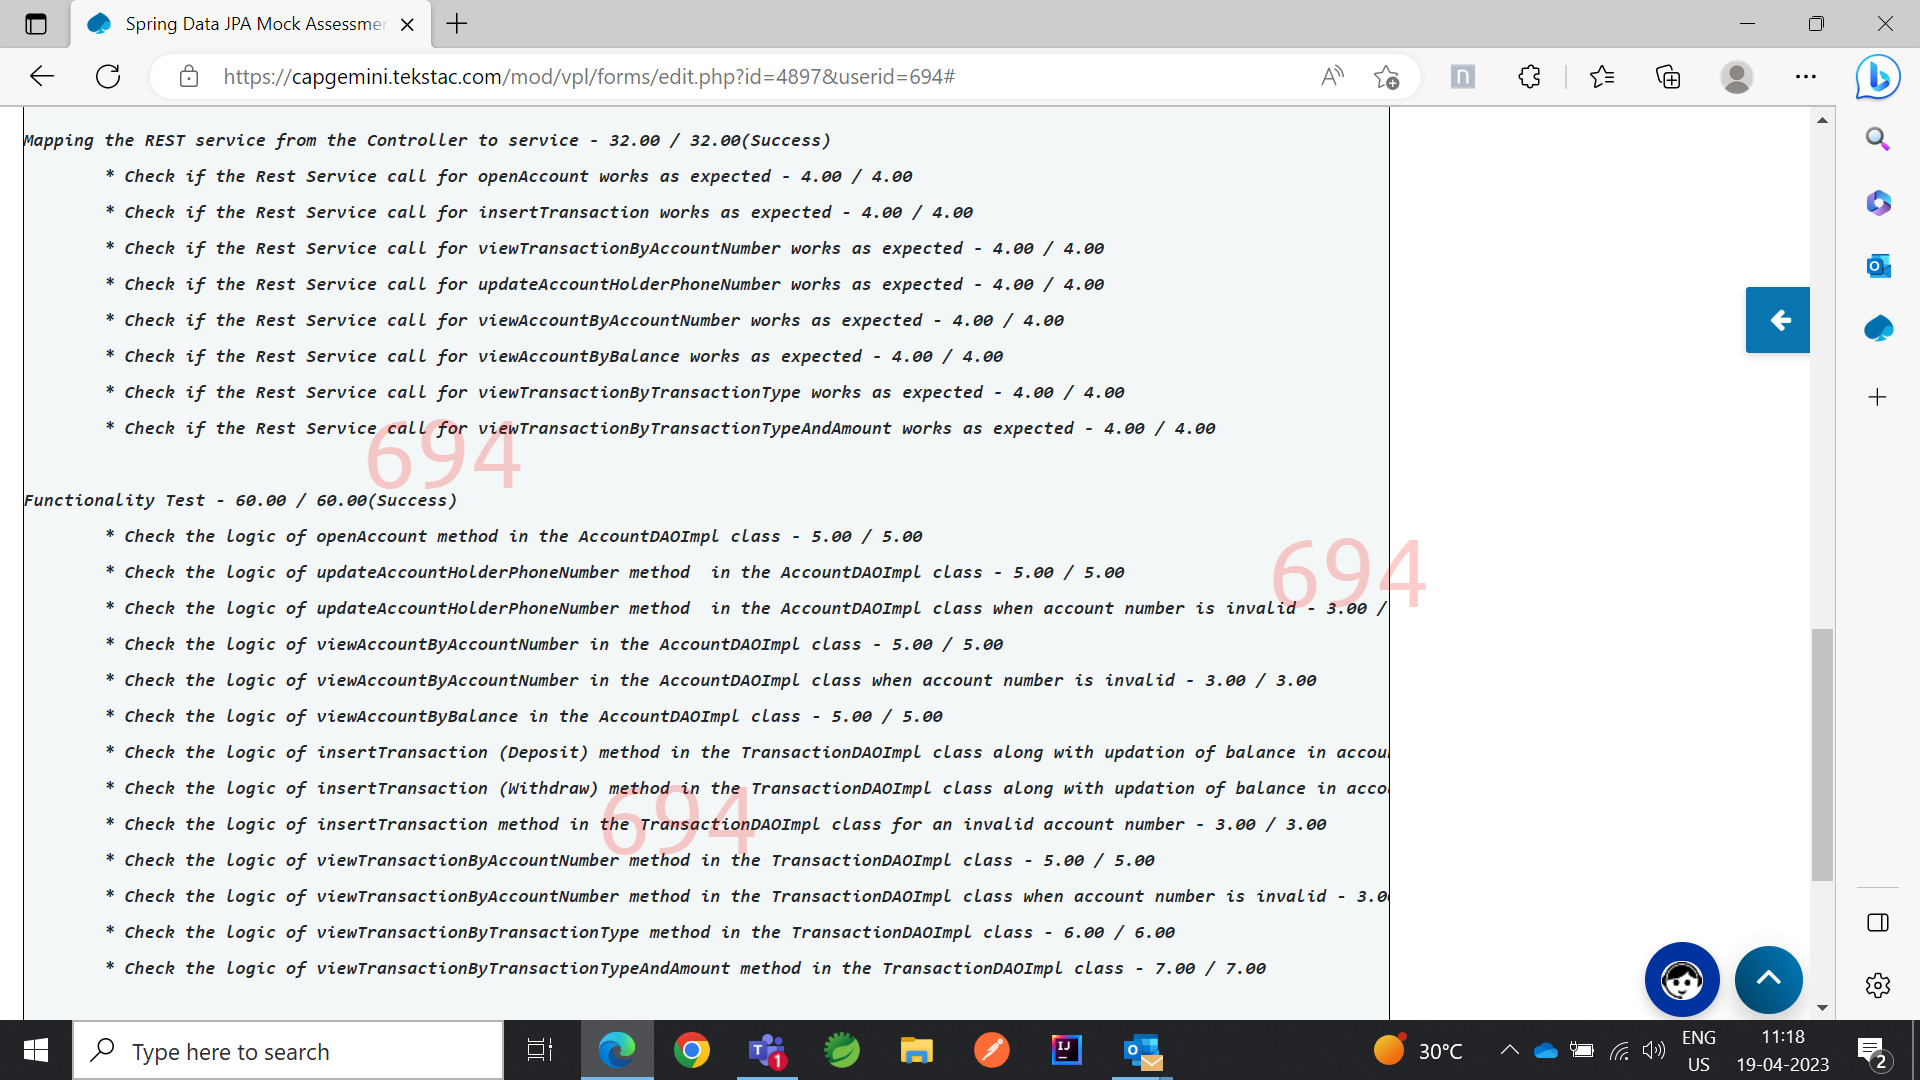 Spring Data JPA Mock Assessmen
https://capgemini.tekstac.com/mod/vpl/forms/edit.php?id=4897&userid=694#
Mapping the REST service from the Controller to service - 32.00 / 32.00(Success)
* Check if the Rest Service call for openAccount works as expected - 4.00 / 4.00
* Check if the Rest Service call for insertTransaction works as expected - 4.00 / 4.00
* Check if the Rest Service call for viewTransactionByAccountNumber works as expected - 4.00 / 4.00
* Check if the Rest Service call for updateAccountHolderPhoneNumber works as expected - 4.00 / 4.00
* Check if the Rest Service call for viewAccountByAccountNumber works as expected - 4.00 / 4.00
* Check if the Rest Service call for viewAccountByBalance works as expected - 4.00 / 4.00
* Check if the Rest Service call for viewTransactionByTransactionType works as expected - 4.00 / 4.00
* Check if the Rest Service call for viewTransactionByTransactionTypeAndAmount works as expected - 4.00 / 4.00
694
Functionality Test - 60.00 / 60.00(Success)
* Check the logic of openAccount method in the AccountDAOImpl class - 5.00 / 5.00
694
* Check the logic of updateAccountHolderPhoneNumber method  in the AccountDAOImpl class - 5.00 / 5.00
* Check the logic of updateAccountHolderPhoneNumber method  in the AccountDAOImpl class when account number is invalid - 3.00 /
* Check the logic of viewAccountByAccountNumber in the AccountDAOImpl class - 5.00 / 5.00
* Check the logic of viewAccountByAccountNumber in the AccountDAOImpl class when account number is invalid - 3.00 / 3.00
* Check the logic of viewAccountByBalance in the AccountDAOImpl class - 5.00 / 5.00
* Check the logic of insertTransaction (Deposit) method in the TransactionDAOImpl class along with updation of balance in accou
* Check the logic of insertTransaction (Withdraw) method in the TransactionDAOImpl class along with updation of balance in acco
694
* Check the logic of insertTransaction method in the TransactionDAOImpl class for an invalid account number - 3.00 / 3.00
* Check the logic of viewTransactionByAccountNumber method in the TransactionDAOImpl class - 5.00 / 5.00
* Check the logic of viewTransactionByAccountNumber method in the TransactionDAOImpl class when account number is invalid - 3.00
* Check the logic of viewTransactionByTransactionType method in the TransactionDAOImpl class - 6.00 / 6.00
* Check the logic of viewTransactionByTransactionTypeAndAmount method in the TransactionDAOImpl class - 7.00 / 7.00
Type here to search
30°C
ENG
US
11:18
19-04-2023
2